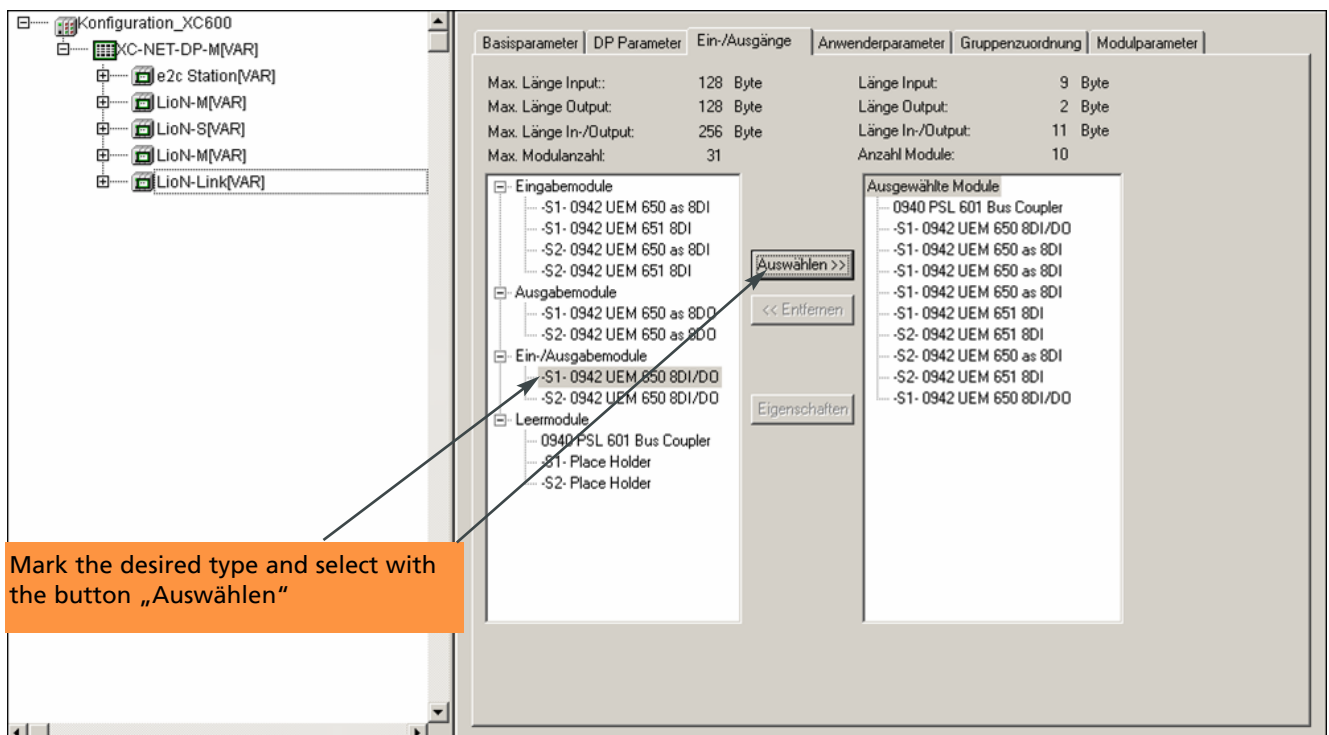 Konfiguration_XC600
XC-NET-DP-M[VAR]
e2c Station[VAR]
LioN-M[VAR]
LioN-S[VAR]
LioN-M[VAR]
LioN-Link[VAR]
Basisparameter DP Parameter Ein-/Ausgänge Anwenderparameter Gruppenzuordnung Modulparameter
Max. Länge Input:: 128 Byte Länge Input: 9 Byte
Max. Länge Output: 128 Byte Länge Output: 2 Byte
Max. Länge In-/Output: 256 Byte Länge In-/Output: 11 Byte
Max. Modulanzahl: 31 Anzahl Module: 10
Eingabemodule
-S1- 0942 UEM 650 as 8DI
-S1- 0942 UEM 651 8DI
-S2- 0942 UEM 650 as 8DI
-S2- 0942 UEM 651 8DI
Ausgabemodule
-S1- 0942 UEM 650 as 8DO
-S2- 0942 UEM 650 as 8DO
Ein-/Ausgabemodule
-S1- 0942 UEM 650 8DI/DO
-S2- 0942 UEM 650 8DI/DO
Leermodule
0940 PSL 601 Bus Coupler
-S1- Place Holder
-S2- Place Holder
Auswählen >>
<< Entfernen
Eigenschaften
Ausgewählte Module
0940 PSL 601 Bus Coupler
-S1- 0942 UEM 650 8DI/DO
-S1- 0942 UEM 650 as 8DI
-S1- 0942 UEM 650 as 8DI
-S1- 0942 UEM 650 as 8DI
-S1- 0942 UEM 651 8DI
-S2- 0942 UEM 651 8DI
-S2- 0942 UEM 650 as 8DI
-S2- 0942 UEM 651 8DI
-S1- 0942 UEM 650 8DI/DO
Mark the desired type and select with
the button „Auswählen“